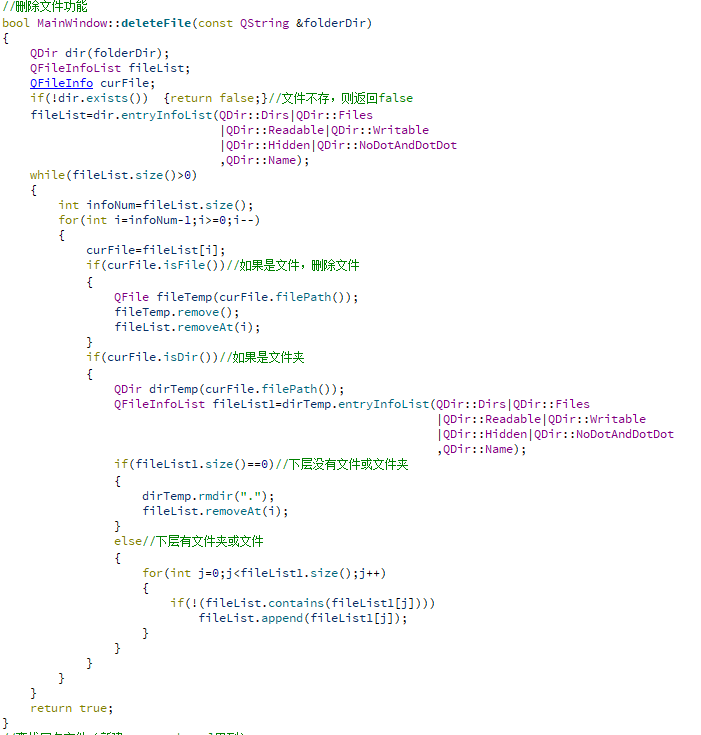 //删除文件功能
bool MainWindow::deleteFile(const QString &folderDir)
{
    QDir dir(folderDir);
    QFileInfoList fileList;
    QFileInfo curFile;
    if(!dir.exists())  {return false;}//文件不存，则返回false
    fileList=dir.entryInfoList(QDir::Dirs|QDir::Files
                               |QDir::Readable|QDir::Writable
                               |QDir::Hidden|QDir::NoDotAndDotDot
                               ,QDir::Name);
    while(fileList.size()>0)
    {
        int infoNum=fileList.size();
        for(int i=infoNum-1;i>=0;i--)
        {
            curFile=fileList[i];
            if(curFile.isFile())//如果是文件，删除文件
            {
                QFile fileTemp(curFile.filePath());
                fileTemp.remove();
                fileList.removeAt(i);
            }
            if(curFile.isDir())//如果是文件夹
            {
                QDir dirTemp(curFile.filePath());
                QFileInfoList fileList1=dirTemp.entryInfoList(QDir::Dirs|QDir::Files
                                                              |QDir::Readable|QDir::Writable
                                                              |QDir::Hidden|QDir::NoDotAndDotDot
                                                              ,QDir::Name);
                if(fileList1.size()==0)//下层没有文件或文件夹
                {
                    dirTemp.rmdir(".");
                    fileList.removeAt(i);
                }
                else//下层有文件夹或文件
                {
                    for(int j=0;j<fileList1.size();j++)
                    {
                        if(!(fileList.contains(fileList1[j])))
                            fileList.append(fileList1[j]);
                    }
                }
            }
        }
    }
    return true;
}